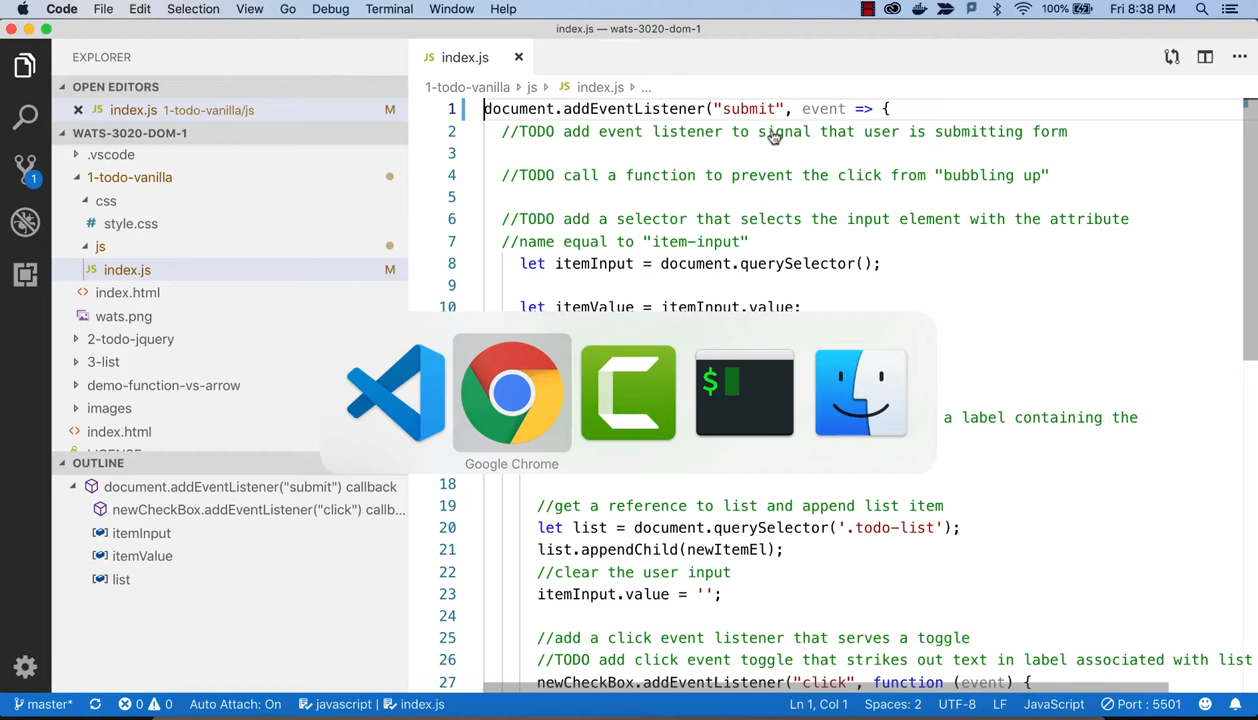 Code File Edit Selection View Go Debug Terminal Window Help 100% Fri 8:38 PM
index.js — wats-3020-dom-1
EXPLORER
OPEN EDITORS
JS index.js 1-todo-vanilla/js M
WATS-3020-DOM-1
.vscode
1-todo-vanilla
css
# style.css
js
JS index.js M
<> index.html
wats.png
2-todo-jquery
3-list
demo-function-vs-arrow
images
<> index.html
OUTLINE
document.addEventListener("submit") callback
newCheckBox.addEventListener("click") callb...
itemInput
itemValue
list
1
JS index.js
1-todo-vanilla › js › JS index.js › ...
1 document.addEventListener("submit", event => {
2 //TODO add event listener to signal that user is submitting form
3
4 //TODO call a function to prevent the click from "bubbling up"
5
6 //TODO add a selector that selects the input element with the attribute
7 //name equal to "item-input"
8 let itemInput = document.querySelector();
9
10 let itemValue = itemInput.value;
$
Google Chrome
a label containing the
18
19 //get a reference to list and append list item
20 let list = document.querySelector('.todo-list');
21 list.appendChild(newItemEl);
22 //clear the user input
23 itemInput.value = '';
24
25 //add a click event listener that serves a toggle
26 //TODO add click event toggle that strikes out text in label associated with list
27 newCheckBox.addEventListener("click", function (event) {
master* 0 0 Auto Attach: On javascript | index.js Ln 1, Col 1 Spaces: 2 UTF-8 LF JavaScript Port : 5501